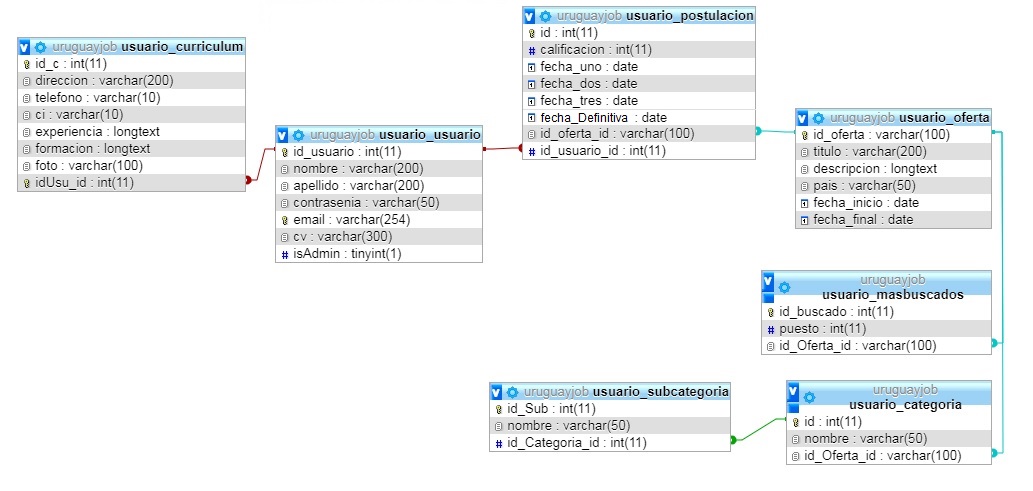 uruguayjob usuario_curriculum
id_c : int(11)
direccion : varchar(200)
telefono : varchar(10)
ci : varchar(10)
experiencia : longtext
formacion : longtext
foto : varchar(100)
idUsu_id : int(11)
uruguayjob usuario_usuario
id_usuario : int(11)
nombre : varchar(200)
apellido : varchar(200)
contrasenia : varchar(50)
email : varchar(254)
cv : varchar(300)
isAdmin : tinyint(1)
uruguayjob usuario_postulacion
id : int(11)
calificacion : int(11)
fecha_uno : date
fecha_dos : date
fecha_tres : date
fecha_Definitiva : date
id_oferta_id : varchar(100)
id_usuario_id : int(11)
uruguayjob usuario_oferta
id_oferta : varchar(100)
titulo : varchar(200)
descripcion : longtext
pais : varchar(50)
fecha_inicio : date
fecha_final : date
uruguayjob
usuario_masbuscados
id_buscado : int(11)
puesto : int(11)
id_Oferta_id : varchar(100)
uruguayjob usuario_subcategoria
id_Sub : int(11)
nombre : varchar(50)
id_Categoria_id : int(11)
uruguayjob
usuario_categoria
id : int(11)
nombre : varchar(50)
id_Oferta_id : varchar(100)